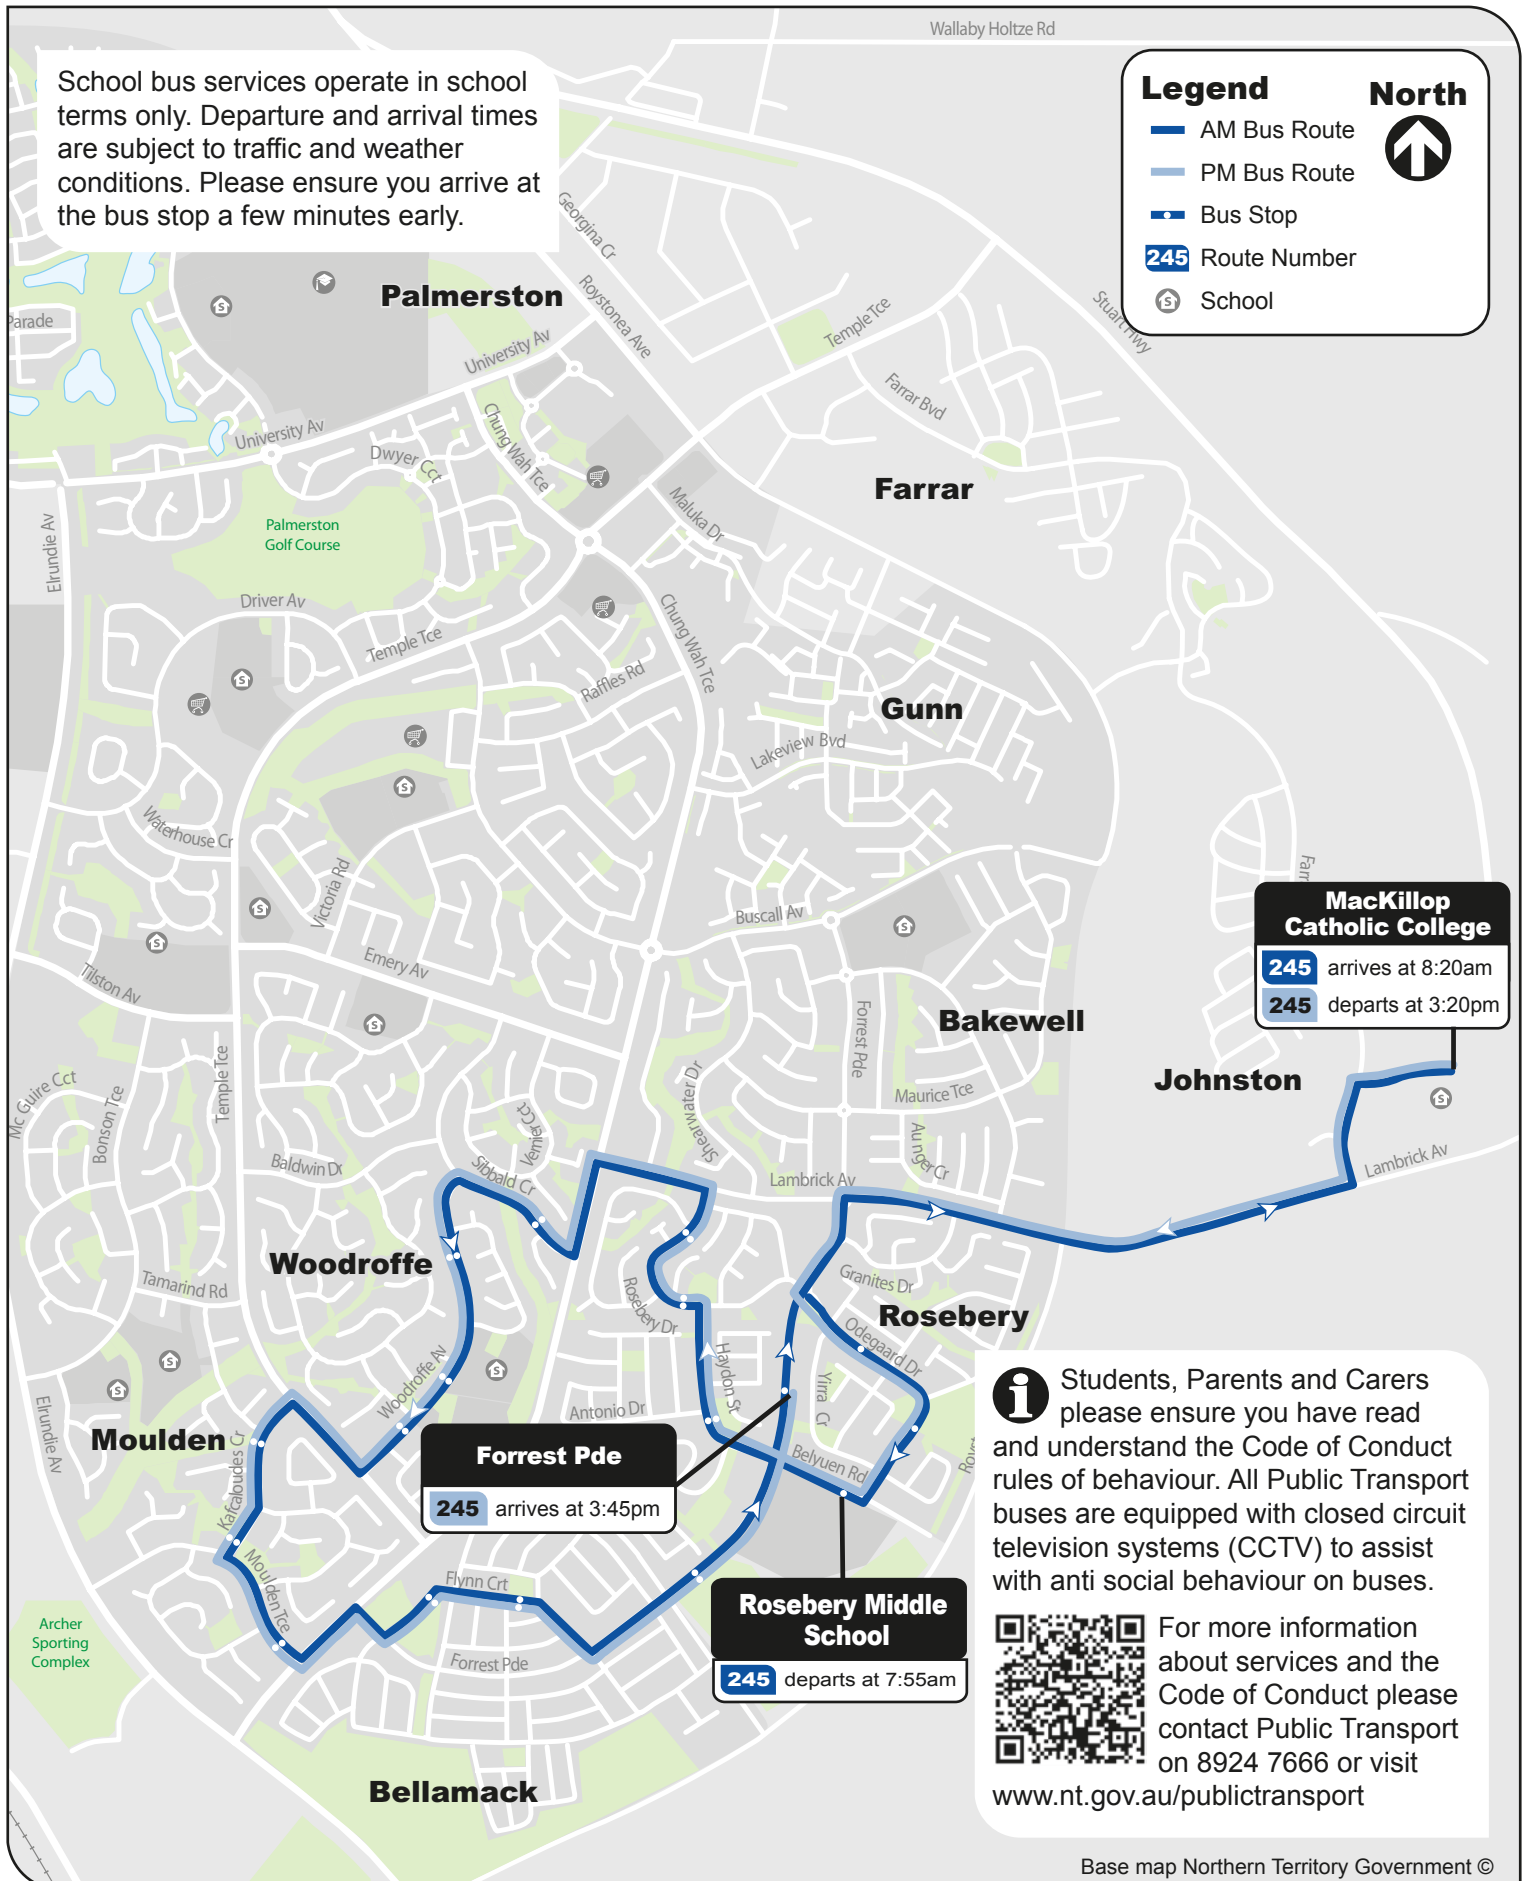 Wallaby Holtze Rd
School bus services operate in school
terms only. Departure and arrival times
are subject to traffic and weather
conditions. Please ensure you arrive at
the bus stop a few minutes early.
Legend
North
AM Bus Route
PM Bus Route
Bus Stop
245 Route Number
S School
Georgina Cr
Roystonea Ave
Stuart Hwy
Palmerston
Parade
Temple Tce
University Av
Farrar Bvd
Chung Wah Tce
University Av
Dwyer Cct
Farrar
Maluka Dr
Palmerston
Golf Course
Elrundie Av
Driver Av
Temple Tce
Chung Wah Tce
Raffles Rd
Gunn
Lakeview Bvd
Waterhouse Cr
Victoria Rd
Farr
Buscall Av
MacKillop
Catholic College
245 arrives at 8:20am
245 departs at 3:20pm
Emery Av
Tilston Av
Forrest Pde
Bakewell
Johnston
Temple Tce
Mc Guire Cct
Bonson Tce
Shearwater Dr
Maurice Tce
Vernier Cct
Aunger Cr
Baldwin Dr
Sibbald Cr
Lambrick Av
Lambrick Av
Woodroffe
Tamarind Rd
Granites Dr
Rosebery Dr
Rosebery
Odegaard Dr
Haydon St
Woodroffe Av
Yirra Cr
Elrundie Av
Antonio Dr
Moulden
Kafcaloudes Cr
Forrest Pde
245 arrives at 3:45pm
Belyuen Rd
Royst
Students, Parents and Carers
please ensure you have read
and understand the Code of Conduct
rules of behaviour. All Public Transport
buses are equipped with closed circuit
television systems (CCTV) to assist
with anti social behaviour on buses.
Moulden Tce
Flynn Crt
Rosebery Middle
School
245 departs at 7:55am
Archer
Sporting
Complex
Forrest Pde
For more information
about services and the
Code of Conduct please
contact Public Transport
on 8924 7666 or visit
www.nt.gov.au/publictransport
Bellamack
Base map Northern Territory Government ©